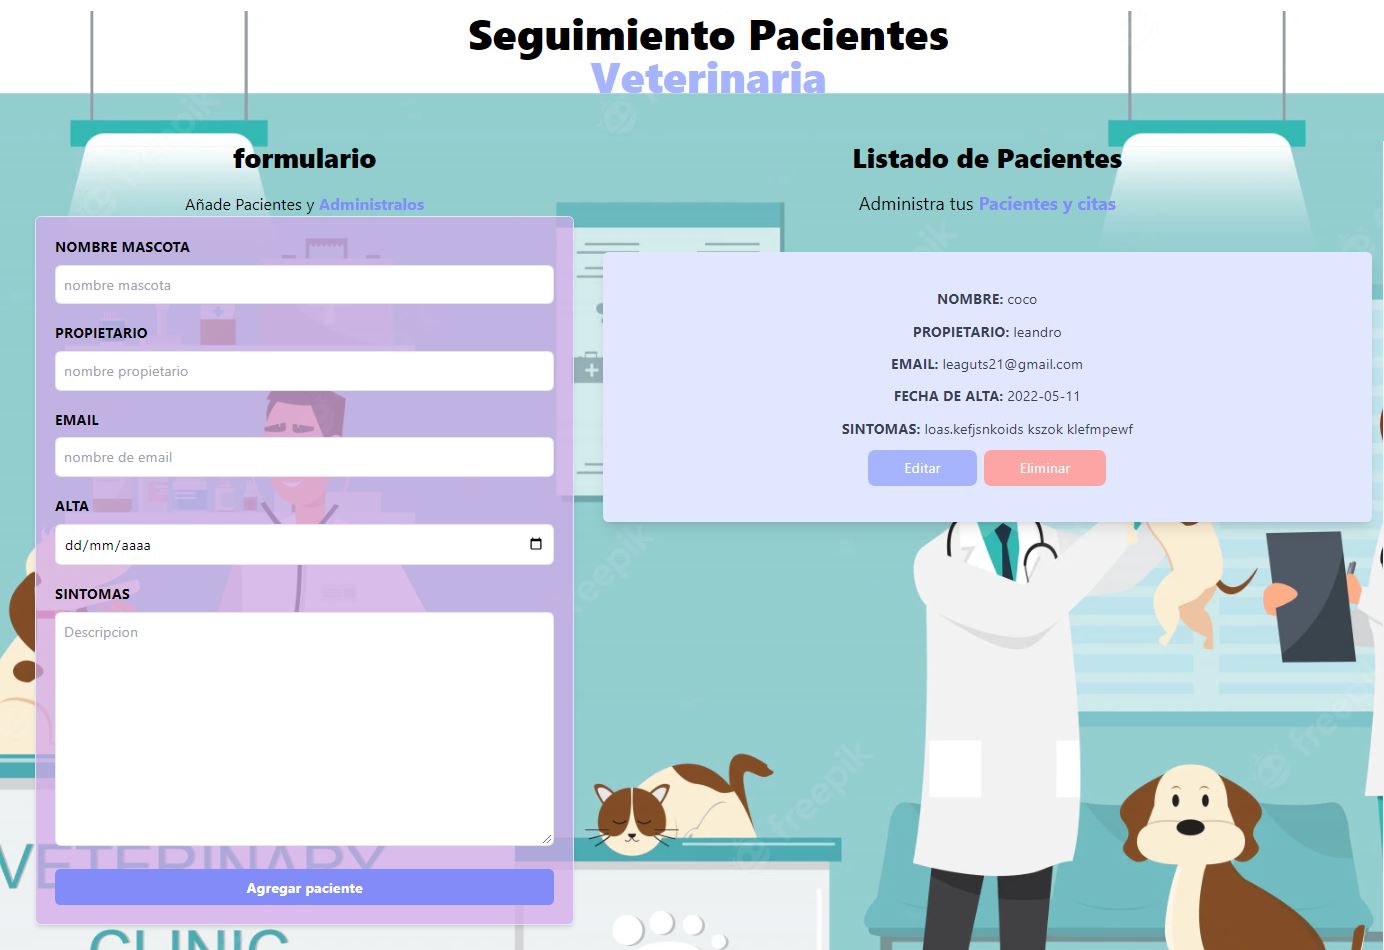 Seguimiento Pacientes
Veterinaria
formulario
Añade Pacientes y Administralos
NOMBRE MASCOTA
nombre mascota
PROPIETARIO
nombre propietario
EMAIL
nombre de email
ALTA
dd/mm/aaaa
SINTOMAS
Descripcion
Agregar paciente
Listado de Pacientes
Administra tus Pacientes y citas
NOMBRE: coco
PROPIETARIO: leandro
EMAIL: leaguts21@gmail.com
FECHA DE ALTA: 2022-05-11
SINTOMAS: loas.kefjsnkoids kszok klefmpewf
Editar Eliminar
VETERINARY
CLINIC
freepik
freepik
freepik
freepik